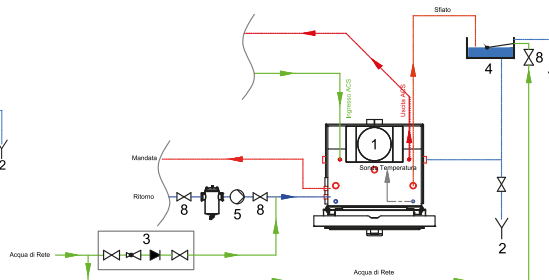 Sfiato
8
4
Ingresso ACS
Uscita ACS
1
2
Mandata
Sonda Temperatura
Ritorno
8
5
8
3
2
Acqua di Rete
Acqua di Rete